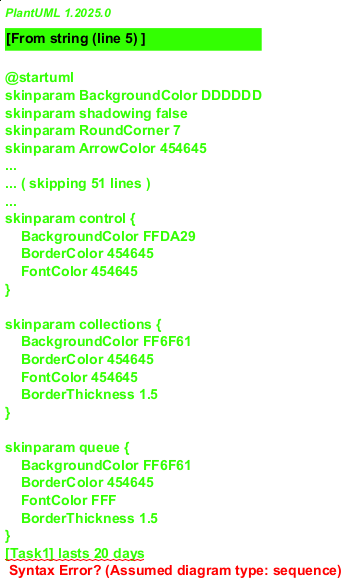 PlantUML 1.2025.0
[From string (line 5) ]
@startuml
skinparam BackgroundColor DDDDDD
skinparam shadowing false
skinparam RoundCorner 7
skinparam ArrowColor 454645
...
... ( skipping 51 lines )
...
skinparam control {
BackgroundColor FFDA29
BorderColor 454645
FontColor 454645
}
skinparam collections {
BackgroundColor FF6F61
BorderColor 454645
FontColor 454645
BorderThickness 1.5
}
skinparam queue {
BackgroundColor FF6F61
BorderColor 454645
FontColor FFF
BorderThickness 1.5
}
[Task1] lasts 20 days
Syntax Error? (Assumed diagram type: sequence)